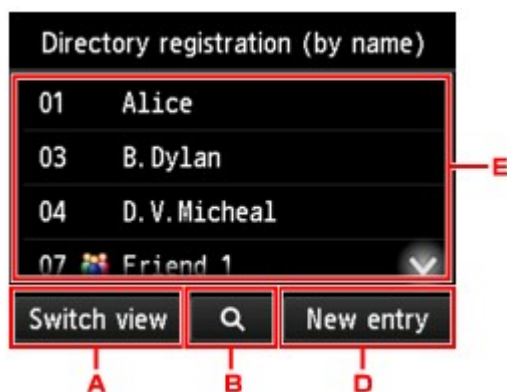 Directory registration (by name)
01 Alice
03 B.Dylan
04 D.V.Micheal
07 Friend 1
E
Switch view
New entry
A
B
D